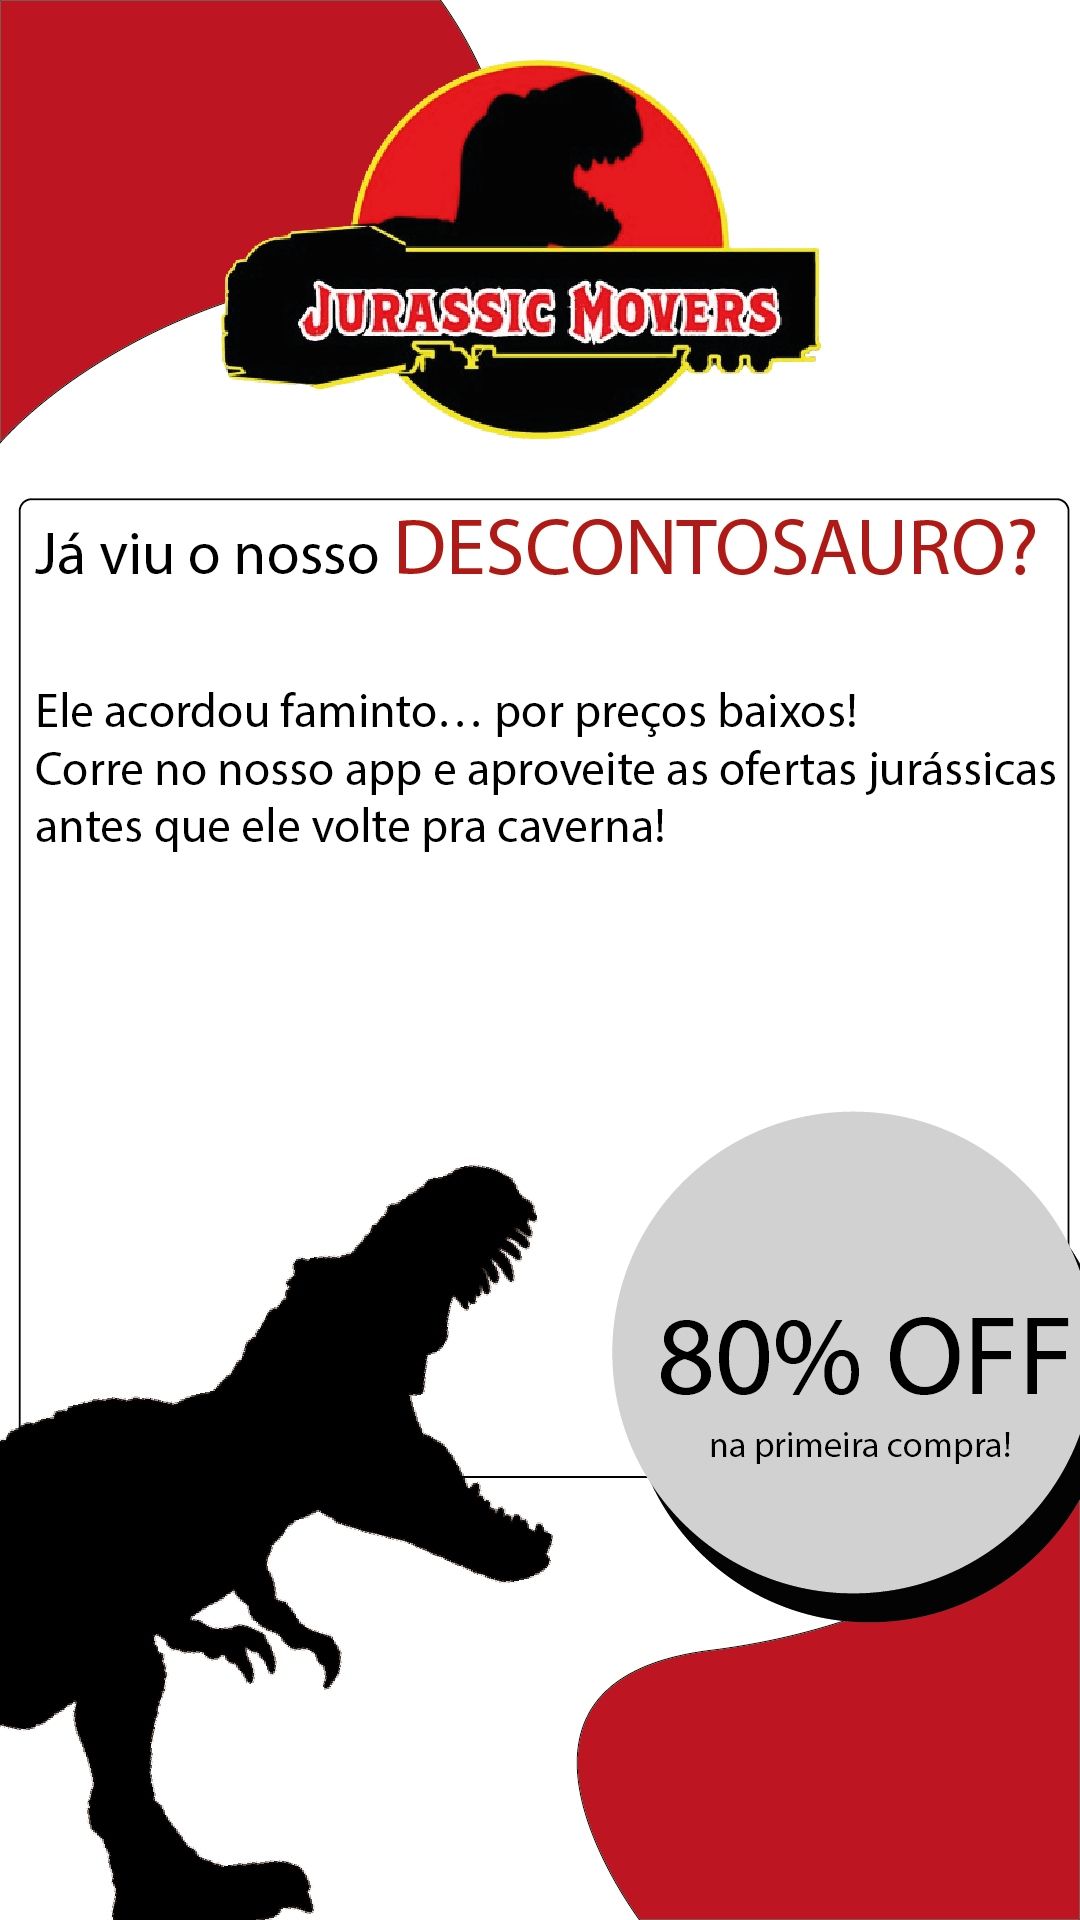 JURASSIC MOVERS
Já viu o nosso DESCONTOSAURO?
Ele acordou faminto… por preços baixos!
Corre no nosso app e aproveite as ofertas jurássicas
antes que ele volte pra caverna!
80% OFF
na primeira compra!